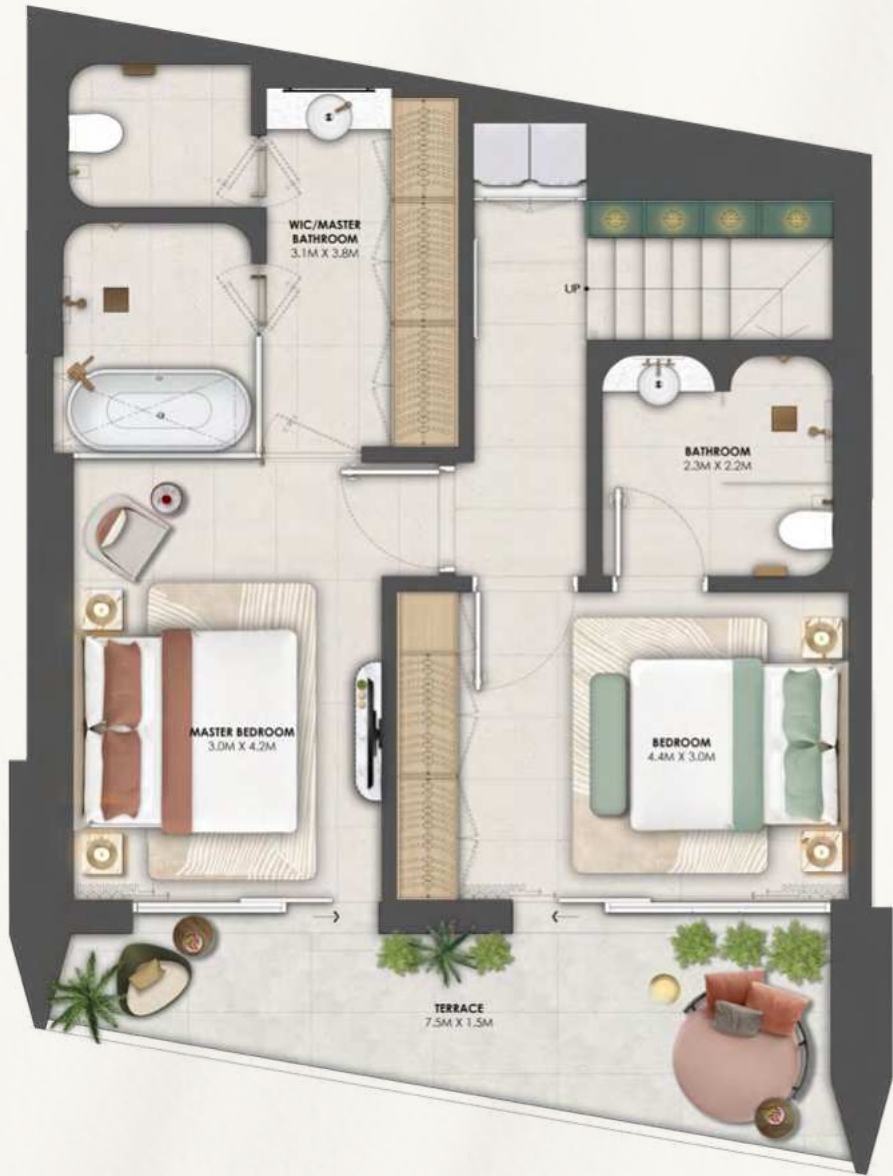 WIC/MASTER
BATHROOM
3.1M X 3.8M
UP
BATHROOM
2.3M X 2.2M
MASTER BEDROOM
3.0M X 4.2M
BEDROOM
4.4M X 3.0M
TERRACE
7.5M X 1.5M